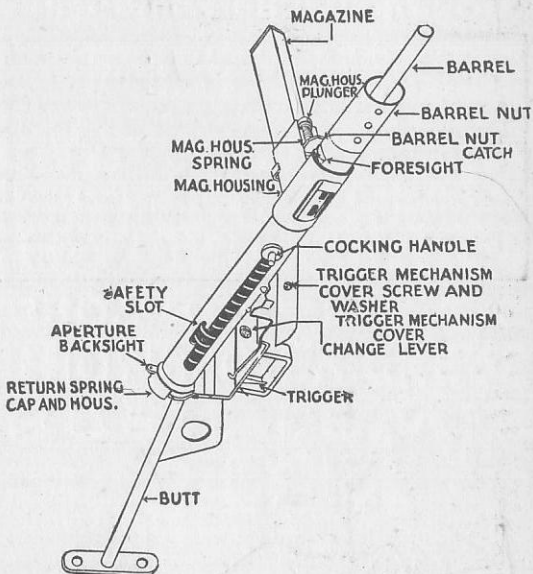 MAGAZINE
MAG.HOUS.
PLUNGER
BARREL
BARREL NUT
BARREL NUT
CATCH
MAG. HOUS.
SPRING
FORESIGHT
MAG. HOUSING
COCKING HANDLE
TRIGGER MECHANISM
COVER SCREW AND
WASHER
TRIGGER MECHANISM
COVER
CHANGE LEVER
SAFETY
SLOT
APERTURE
BACKSIGHT
RETURN SPRING
CAP AND HOUS.
TRIGGER
BUTT